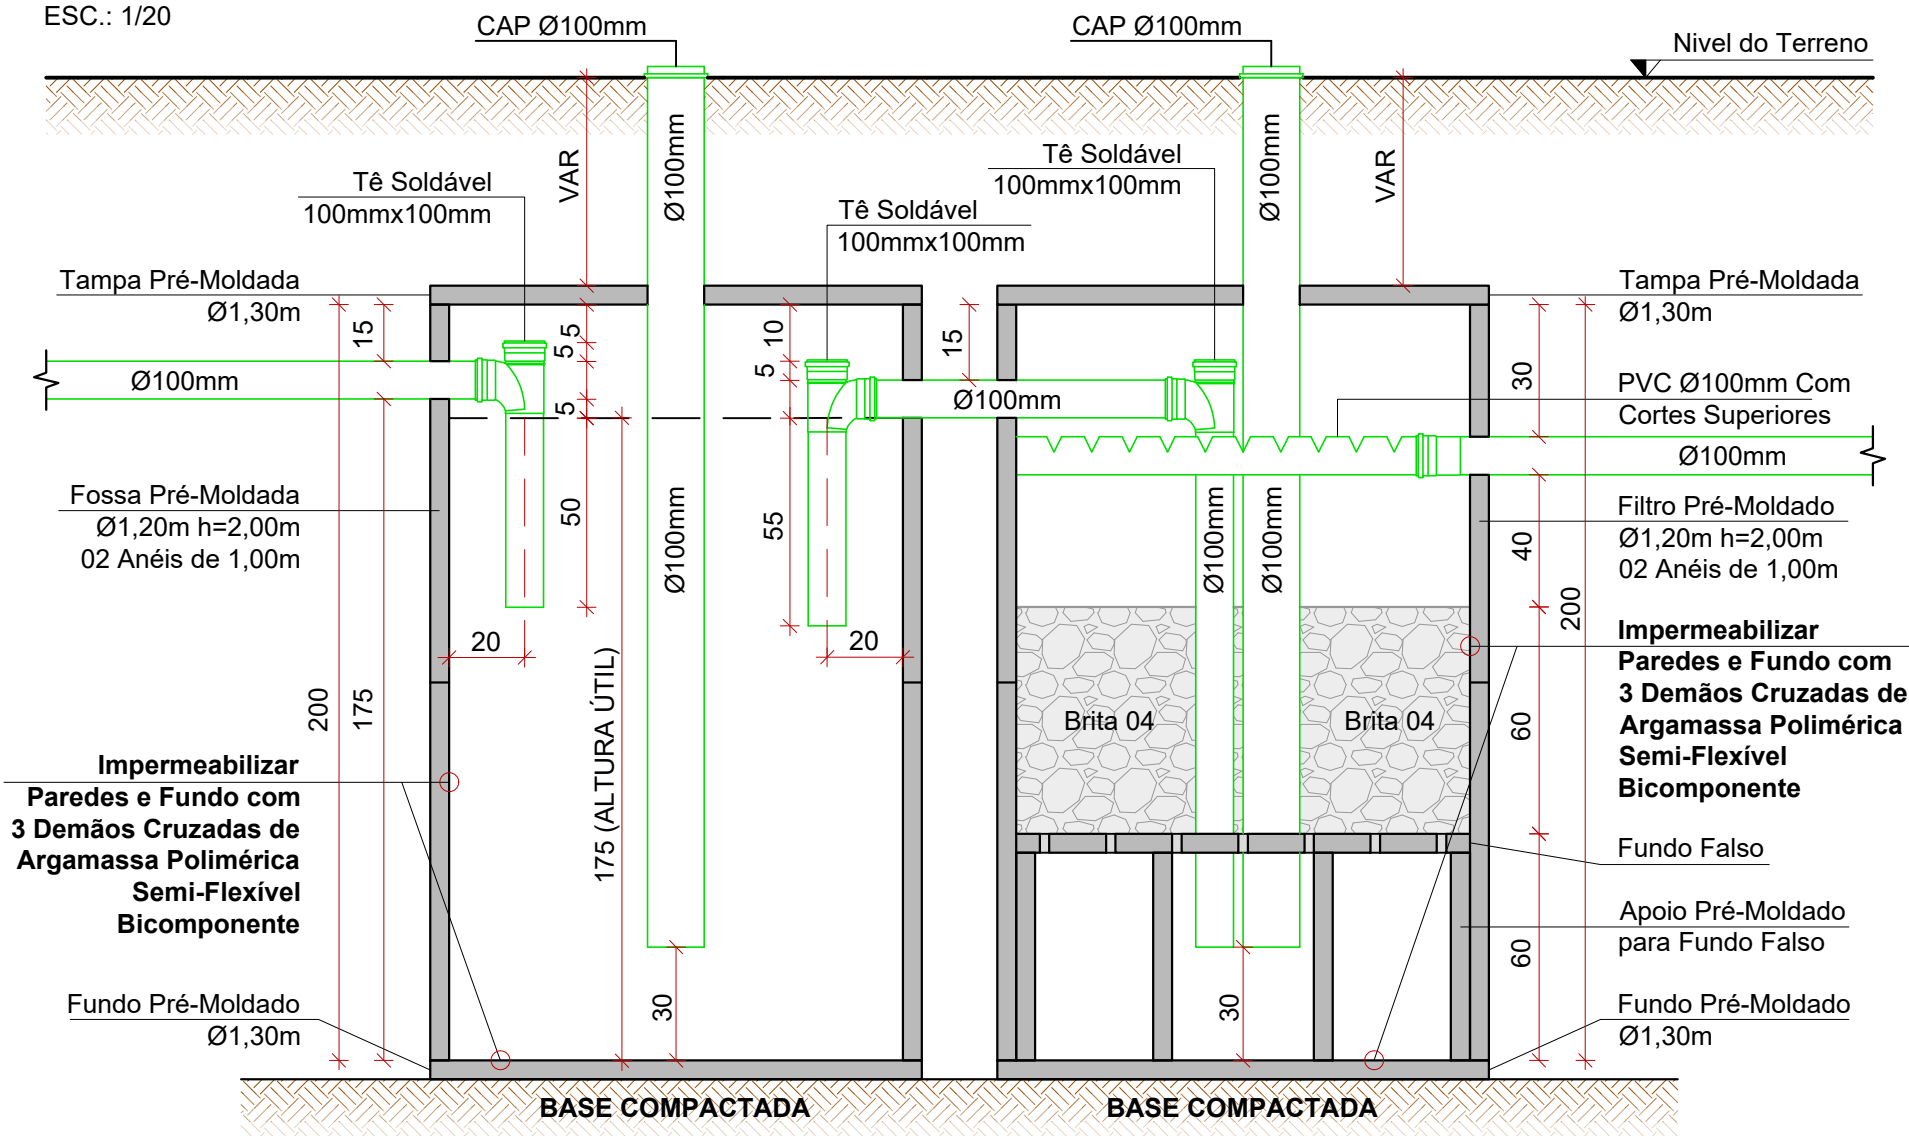 ESC.: 1/20
CAP Ø100mm
CAP Ø100mm
Nivel do Terreno
Ø100mm
Ø100mm
VAR
VAR
Tê Soldável
100mmx100mm
Tê Soldável
100mmx100mm
Tê Soldável
100mmx100mm
Tampa Pré-Moldada
Ø1,30m
Tampa Pré-Moldada
Ø1,30m
15
5
5
5
10
5
15
30
Ø100mm
Ø100mm
PVC Ø100mm Com
Cortes Superiores
Ø100mm
Fossa Pré-Moldada
Ø1,20m h=2,00m
02 Anéis de 1,00m
50
Ø100mm
55
Ø100mm
Ø100mm
40
Filtro Pré-Moldado
Ø1,20m h=2,00m
02 Anéis de 1,00m
20
20
200
175
175 (ALTURA ÚTIL)
200
Impermeabilizar
Paredes e Fundo com
3 Demãos Cruzadas de
Argamassa Polimérica
Semi-Flexível
Bicomponente
Brita 04
Brita 04
60
Impermeabilizar
Paredes e Fundo com
3 Demãos Cruzadas de
Argamassa Polimérica
Semi-Flexível
Bicomponente
Fundo Falso
Apoio Pré-Moldado
para Fundo Falso
60
30
30
Fundo Pré-Moldado
Ø1,30m
Fundo Pré-Moldado
Ø1,30m
BASE COMPACTADA
BASE COMPACTADA